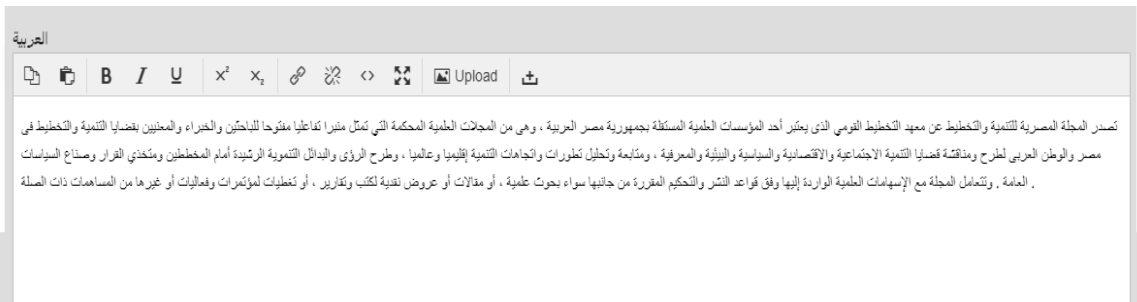 العربية
B I U x² x₂ <> Upload
تصدر المجلة المصرية للتنمية والتخطيط عن معهد التخطيط القومي الذى يعتبر أحد المؤسسات العلمية المستقلة بجمهورية مصر العربية ، وهى من المجلات العلمية المحكمة التي تمثل منبرا تفاعليا مفتوحا للباحثين والخبراء والمعنيين بقضايا التنمية والتخطيط فى
مصر والوطن العربى لطرح ومناقشة قضايا التنمية الاجتماعية والاقتصادية والسياسية والبيئية والمعرفية ، ومتابعة وتحليل تطورات واتجاهات التنمية إقليميا وعالميا ، وطرح الرؤى والبدائل التنموية الرشيدة أمام المخططين ومتخذي القرار وصناع السياسات
. العامة . وتتعامل المجلة مع الإسهامات العلمية الواردة إليها وفق قواعد النشر والتحكيم المقررة من جانبها سواء بحوث علمية ، أو مقالات أو عروض نقدية لكتب وتقارير ، أو تغطيات لمؤتمرات وفعاليات أو غيرها من المساهمات ذات الصلة